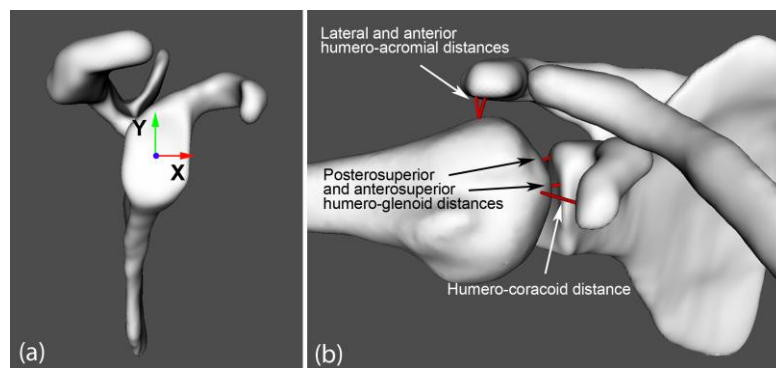 Y
X
(a)
Lateral and anterior
humero-acromial distances
Posterosuperior
and anterosuperior
humero-glenoid distances
Humero-coracoid distance
(b)